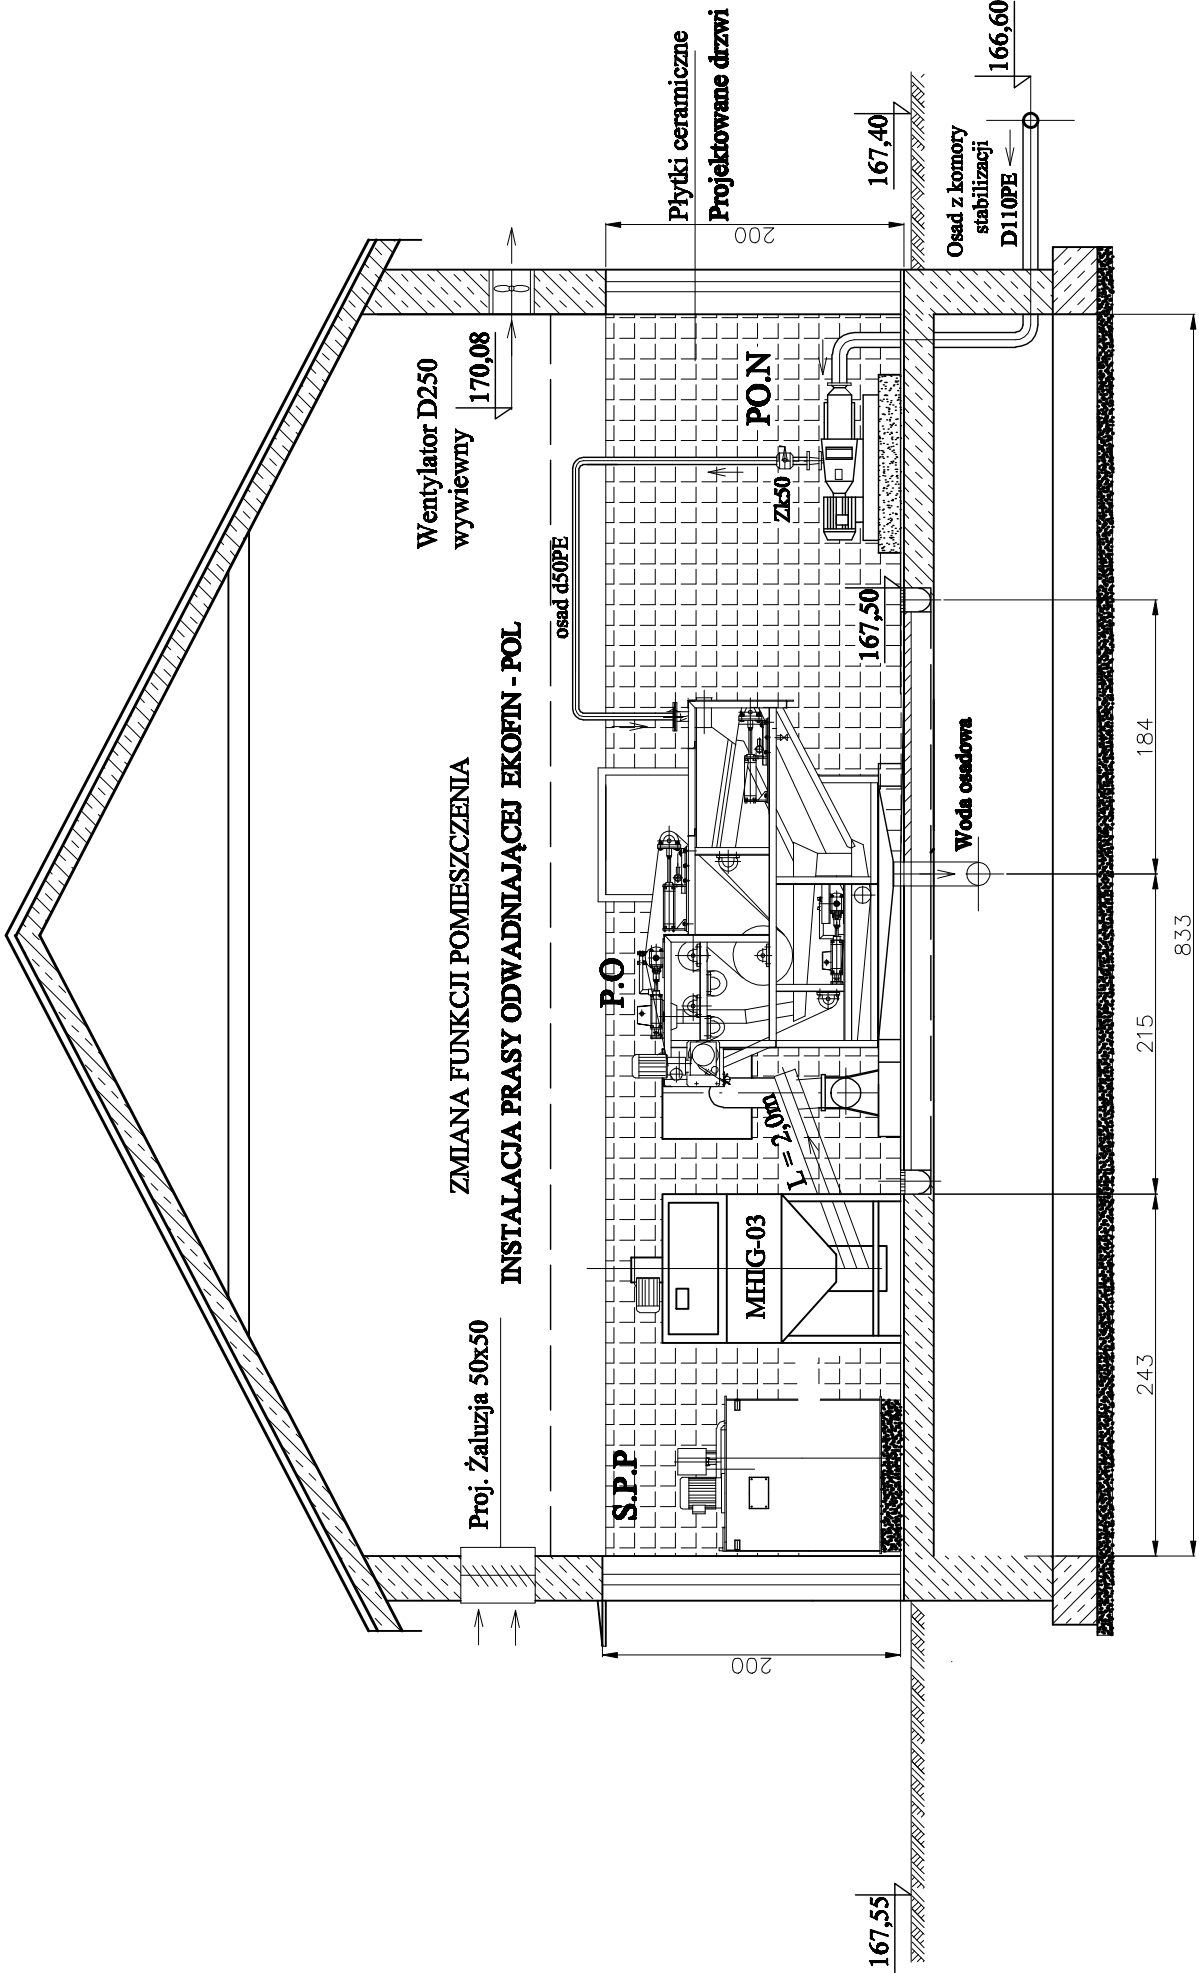 ZMIANA FUNKCJI POMIESZCZENIA
INSTALACJA PRASY ODWADNIAJĄCEJ EKOFIN - POL
Proj. Żaluzja 50x50
Wentylator D250
wywiewny
170,08
osad d50PE
Płytki ceramiczne
Projektowane drzwi
S.P.P
MHIG-03
L = 2,0m
P.O
Zk50
PO.N
200
200
167,55
167,50
167,40
166,60
Osad z komory
stabilizacji
D110PE
Woda osadowa
243
215
184
833